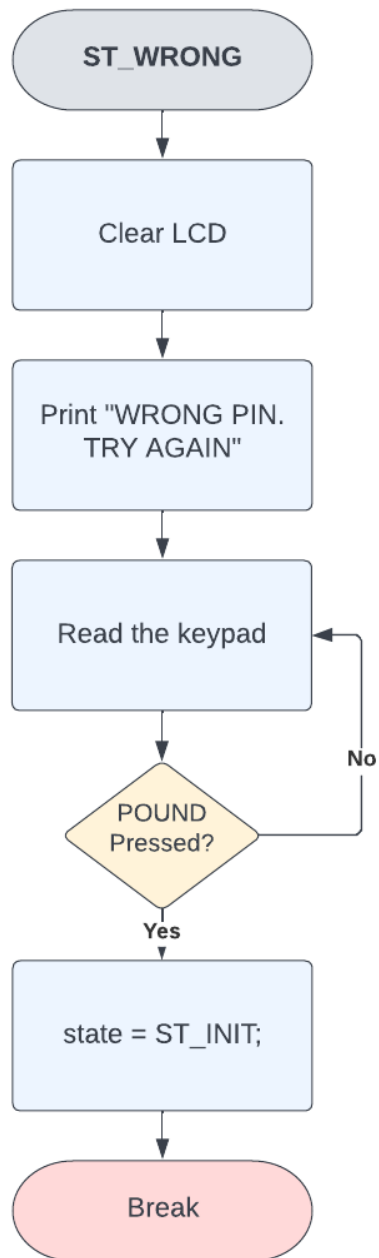 ST_WRONG
Clear LCD
Print "WRONG PIN.
TRY AGAIN"
Read the keypad
No
POUND
Pressed?
Yes
state = ST_INIT;
Break